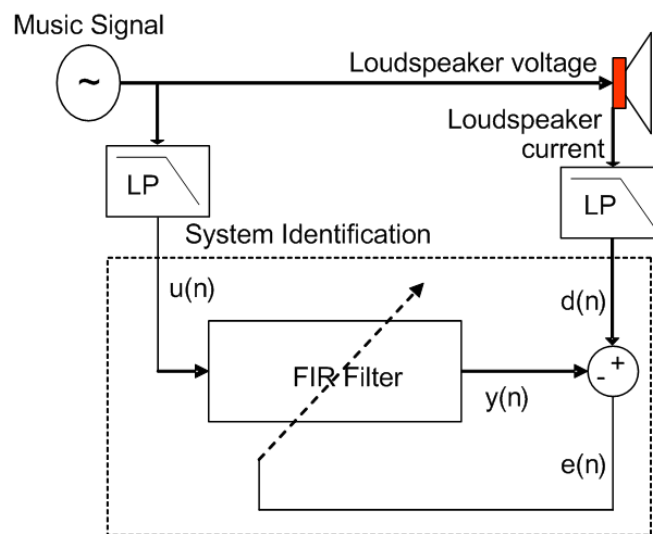 Music Signal
~
Loudspeaker voltage
Loudspeaker
current
LP
LP
System Identification
u(n)
d(n)
FIR Filter
- +
y(n)
e(n)